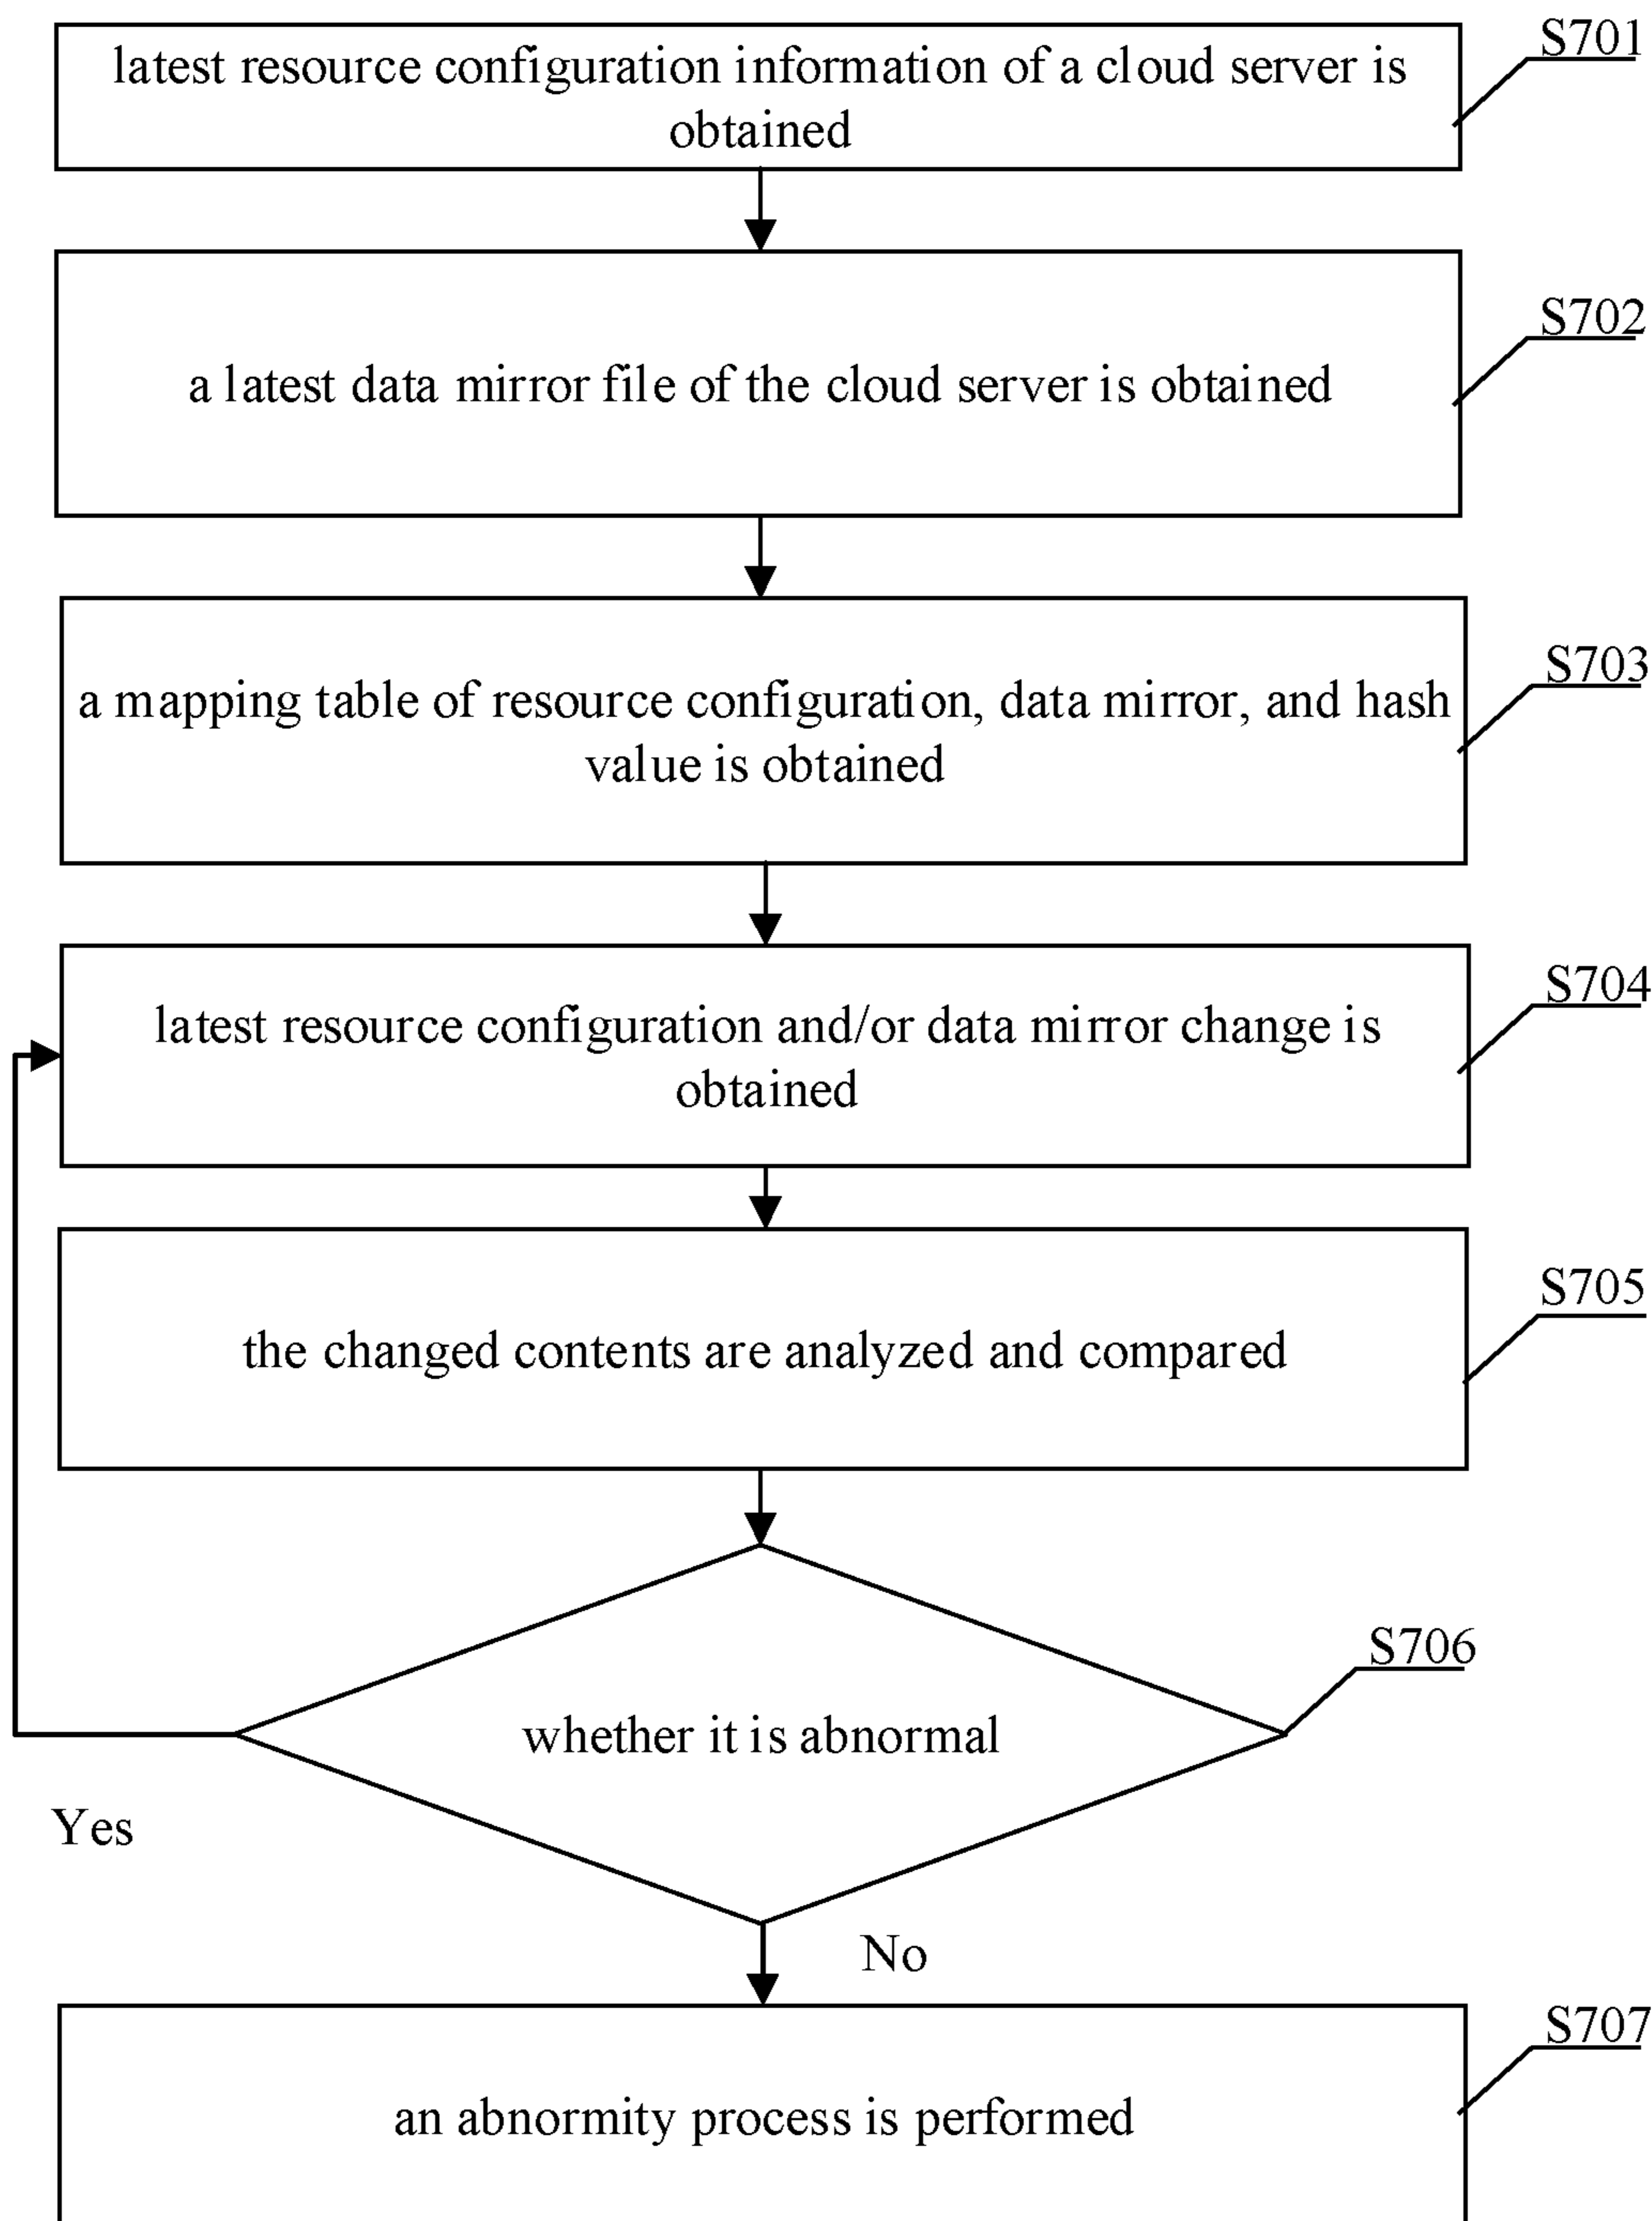 S701
latest resource configuration information of a cloud server is
obtained
S702
a latest data mirror file of the cloud server is obtained
S703
a mapping table of resource configuration, data mirror, and hash
value is obtained
S704
latest resource configuration and/or data mirror change is
obtained
S705
the changed contents are analyzed and compared
S706
whether it is abnormal
Yes
No
S707
an abnormity process is performed